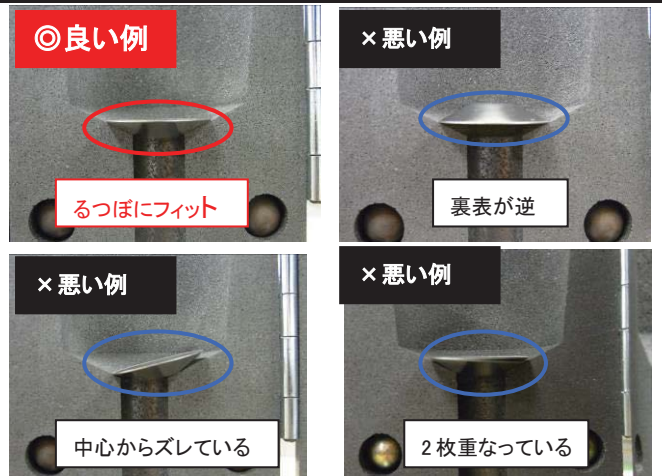 ◎良い例
るつぼにフィット
×悪い例
裏表が逆
×悪い例
中心からズレている
×悪い例
2枚重なっている